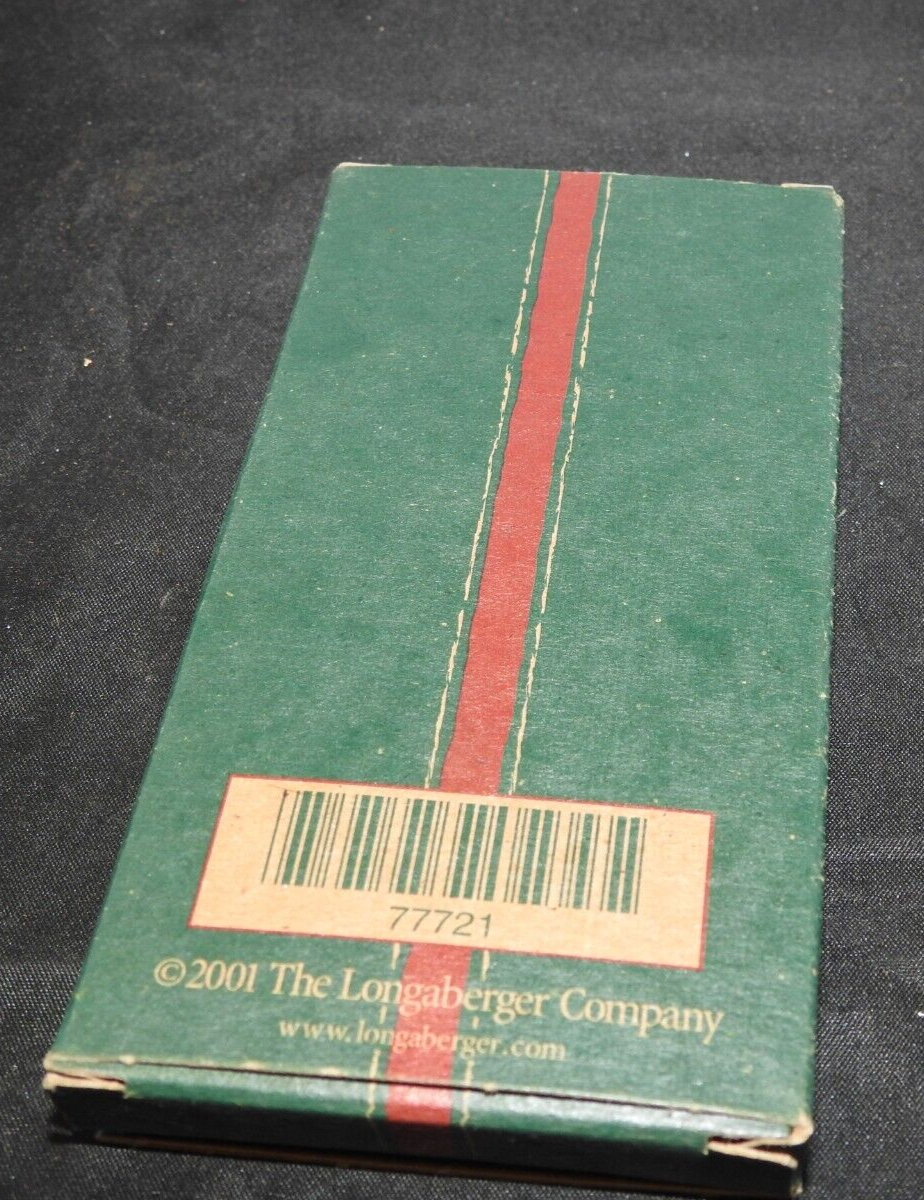 77721
©2001 The Longaberger Company
www.longaberger.com